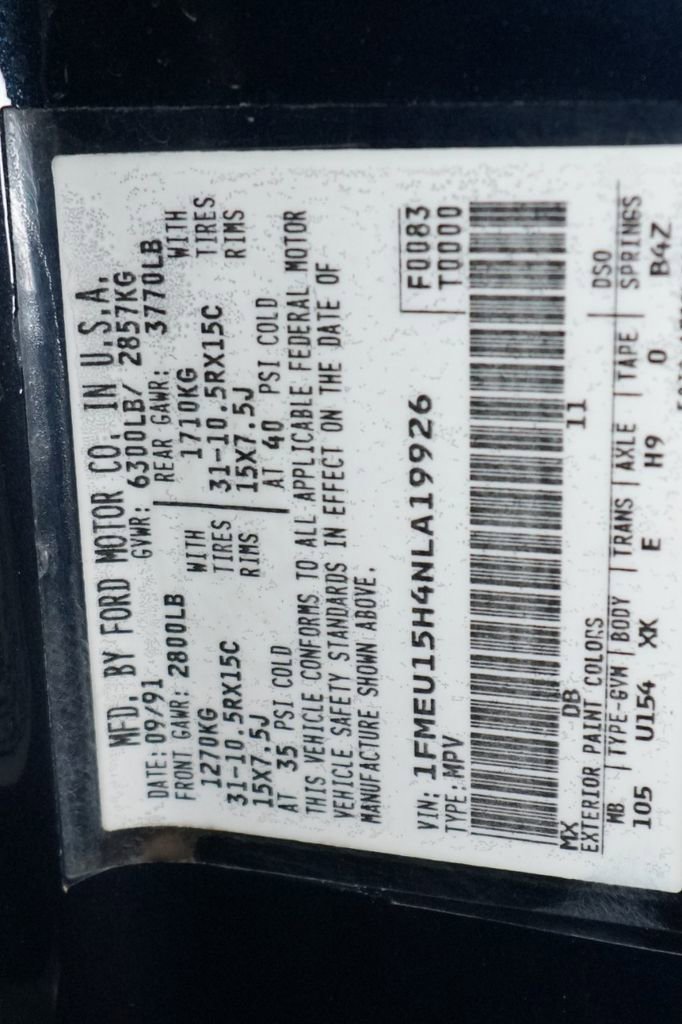 MFD. BY FORD MOTOR CO. IN U.S.A.
DATE: 09/91 GVWR: 6300LB/ 2857KG
FRONT GAWR: 2800LB REAR GAWR: 3770LB
1270KG WITH 1710KG WITH
31-10.5RX15C TIRES 31-10.5RX15C TIRES
15X7.5J RIMS 15X7.5J RIMS
AT 35 PSI COLD AT 40 PSI COLD
THIS VEHICLE CONFORMS TO ALL APPLICABLE FEDERAL MOTOR
VEHICLE SAFETY STANDARDS IN EFFECT ON THE DATE OF
MANUFACTURE SHOWN ABOVE.
F0083
VIN: 1FMEU15H4NLA19926 T0000
TYPE: MPV
MX DB 11
EXTERIOR PAINT COLORS DSO
WB TYPE-GVW BODY TRANS AXLE TAPE SPRINGS
105 U154 XK E H9 O B4Z